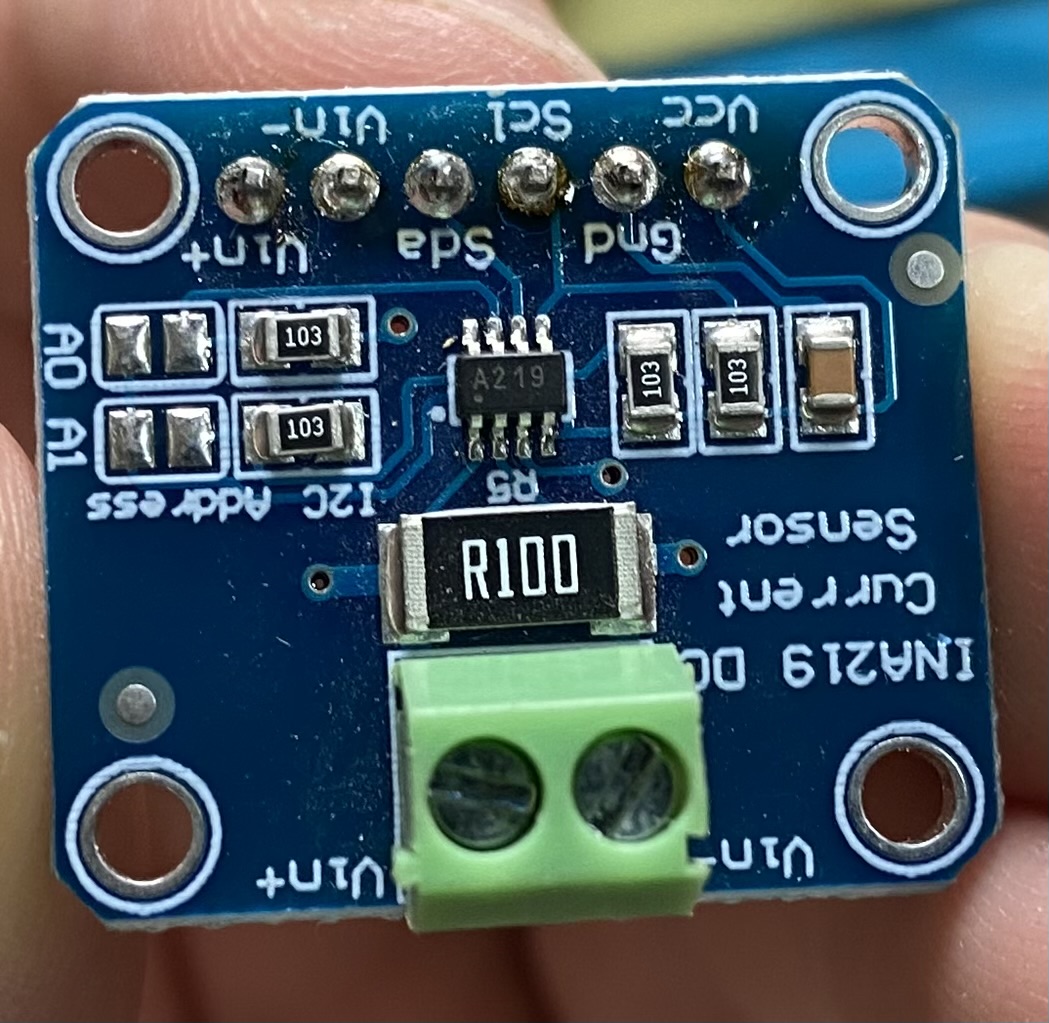 Vin- Scl Vcc
Vin+ Sda Gnd
A0
103
A1
103
I2C Address
A219
103
103
R5
R100
INA219 DC
Current
Sensor
Vin+
Vin-